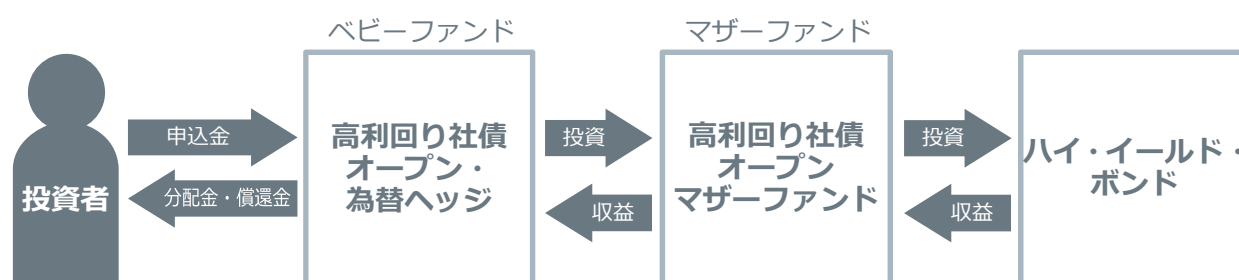 ベビーファンド
マザーファンド
投資者
申込金
分配金・償還金
高利回り社債
オープン・
為替ヘッジ
投資
収益
高利回り社債
オープン
マザーファンド
投資
収益
ハイ・イールド・
ボンド